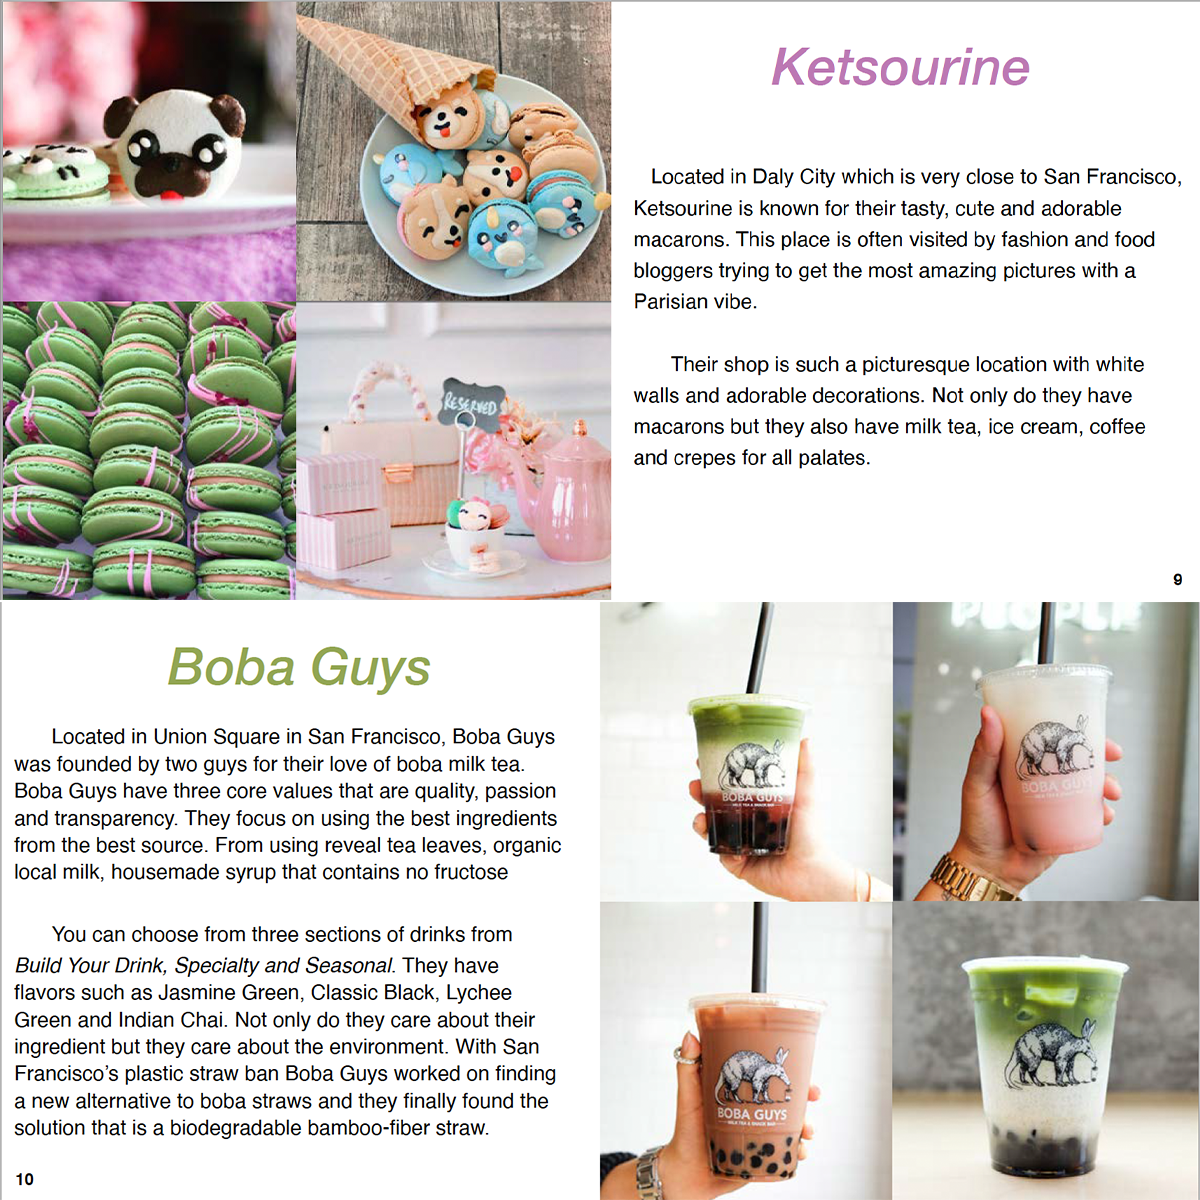 Ketsourine
Located in Daly City which is very close to San Francisco,
Ketsourine is known for their tasty, cute and adorable
macarons. This place is often visited by fashion and food
bloggers trying to get the most amazing pictures with a
Parisian vibe.
Their shop is such a picturesque location with white
walls and adorable decorations. Not only do they have
macarons but they also have milk tea, ice cream, coffee
and crepes for all palates.
RESERVED
9
Boba Guys
Located in Union Square in San Francisco, Boba Guys
was founded by two guys for their love of boba milk tea.
Boba Guys have three core values that are quality, passion
and transparency. They focus on using the best ingredients
from the best source. From using reveal tea leaves, organic
local milk, housemade syrup that contains no fructose
You can choose from three sections of drinks from
Build Your Drink, Specialty and Seasonal. They have
flavors such as Jasmine Green, Classic Black, Lychee
Green and Indian Chai. Not only do they care about their
ingredient but they care about the environment. With San
Francisco's plastic straw ban Boba Guys worked on finding
a new alternative to boba straws and they finally found the
solution that is a biodegradable bamboo-fiber straw.
10
PEOPLE
BOBA GUYS
MILK TEA & SNACK BAR
BOBA GUYS
BOBA GUYS
MILK TEA & SNACK BAR